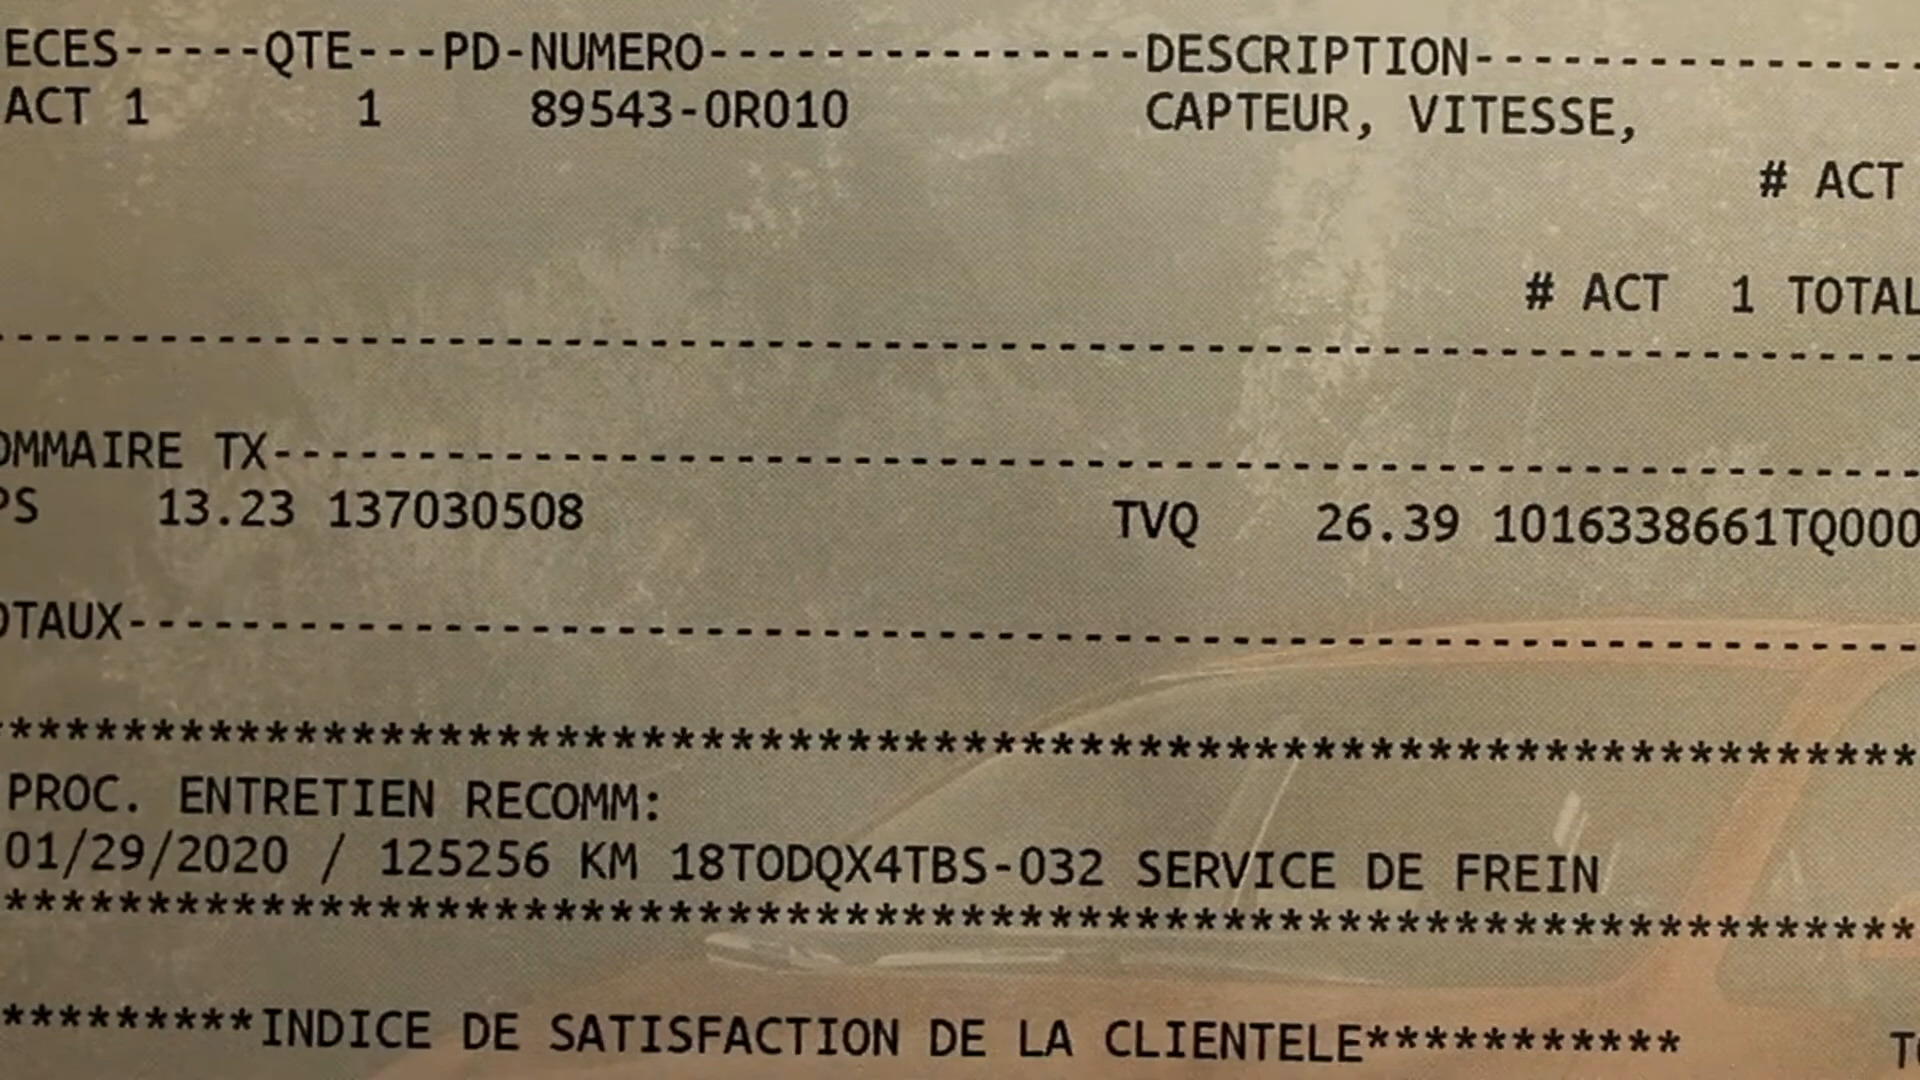 ECES-----QTE---PD-NUMERO---------------DESCRIPTION----------------
ACT 1 1 89543-0R010 CAPTEUR, VITESSE,
# ACT
# ACT 1 TOTAL
-------------------------------------------------------------------
OMMAIRE TX---------------------------------------------------------
PS 13.23 137030508 TVQ 26.39 1016338661TQ000
OTAUX--------------------------------------------------------------
*******************************************************************
PROC. ENTRETIEN RECOMM:
01/29/2020 / 125256 KM 18TODQX4TBS-032 SERVICE DE FREIN
*******************************************************************
*********INDICE DE SATISFACTION DE LA CLIENTELE***********